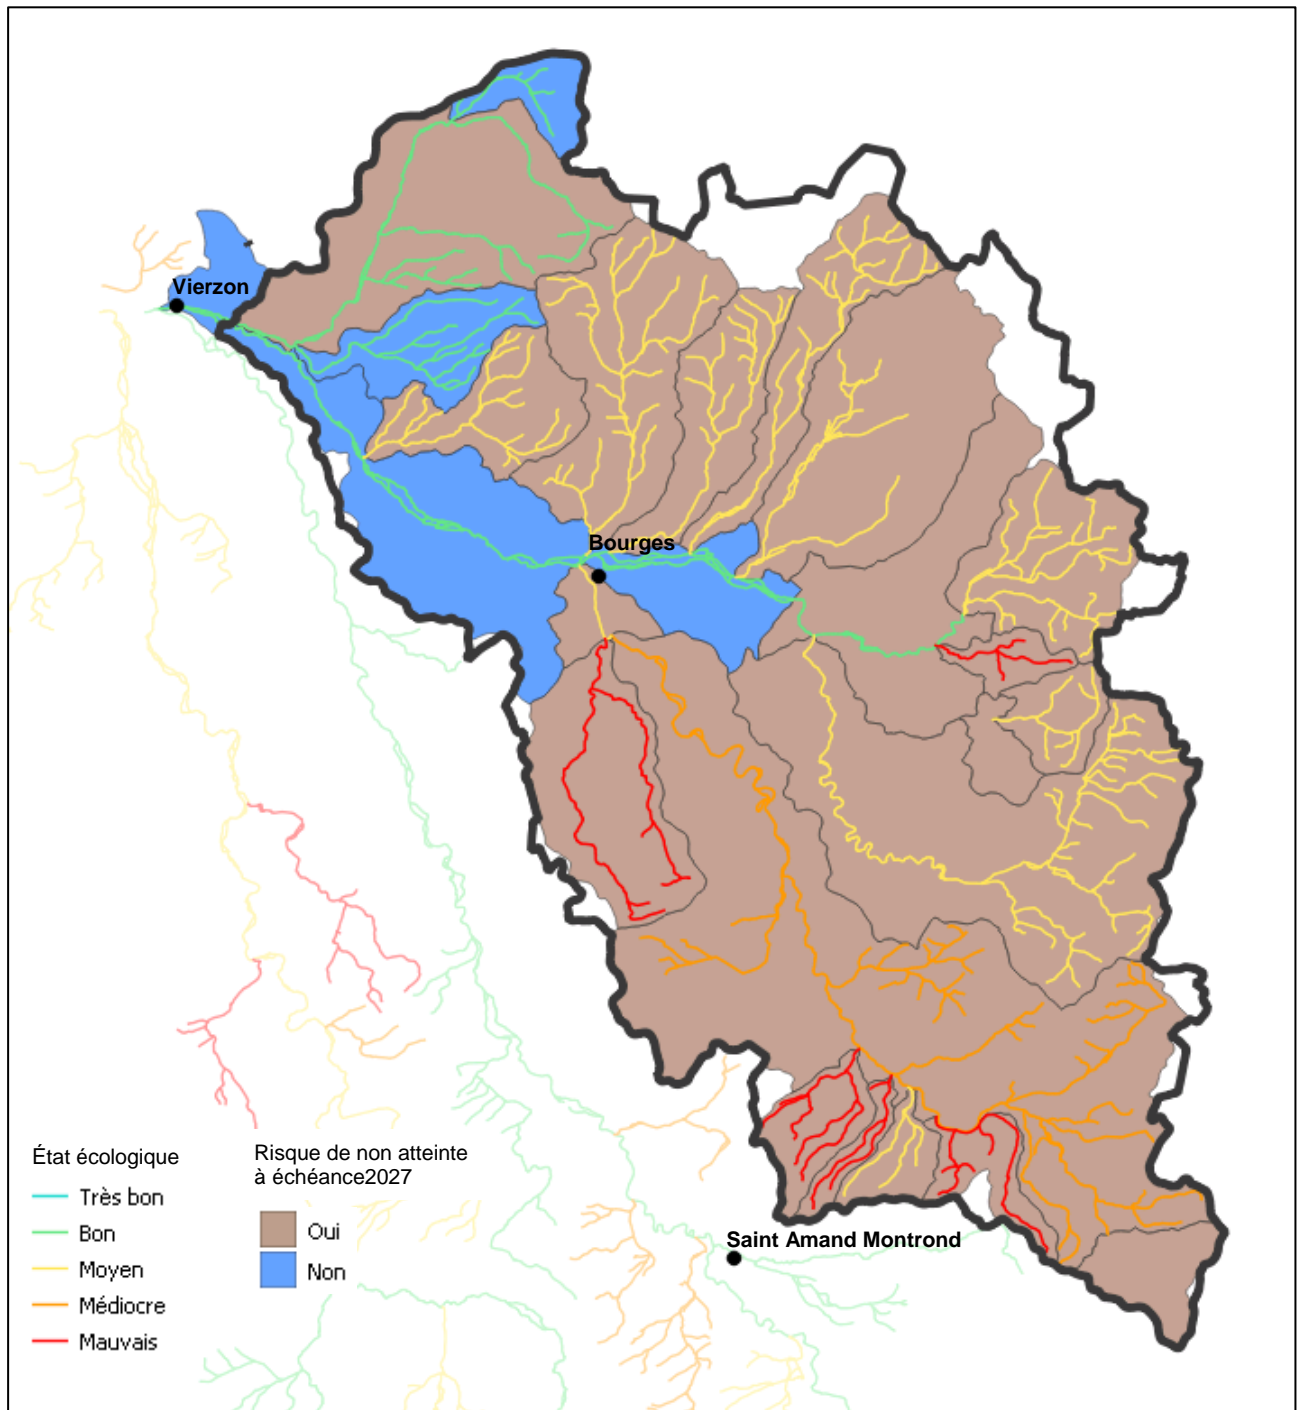 Vierzon
Bourges
Saint Amand Montrond
État écologique
Très bon
Bon
Moyen
Médiocre
Mauvais
Risque de non atteinte
à échéance2027
Oui
Non